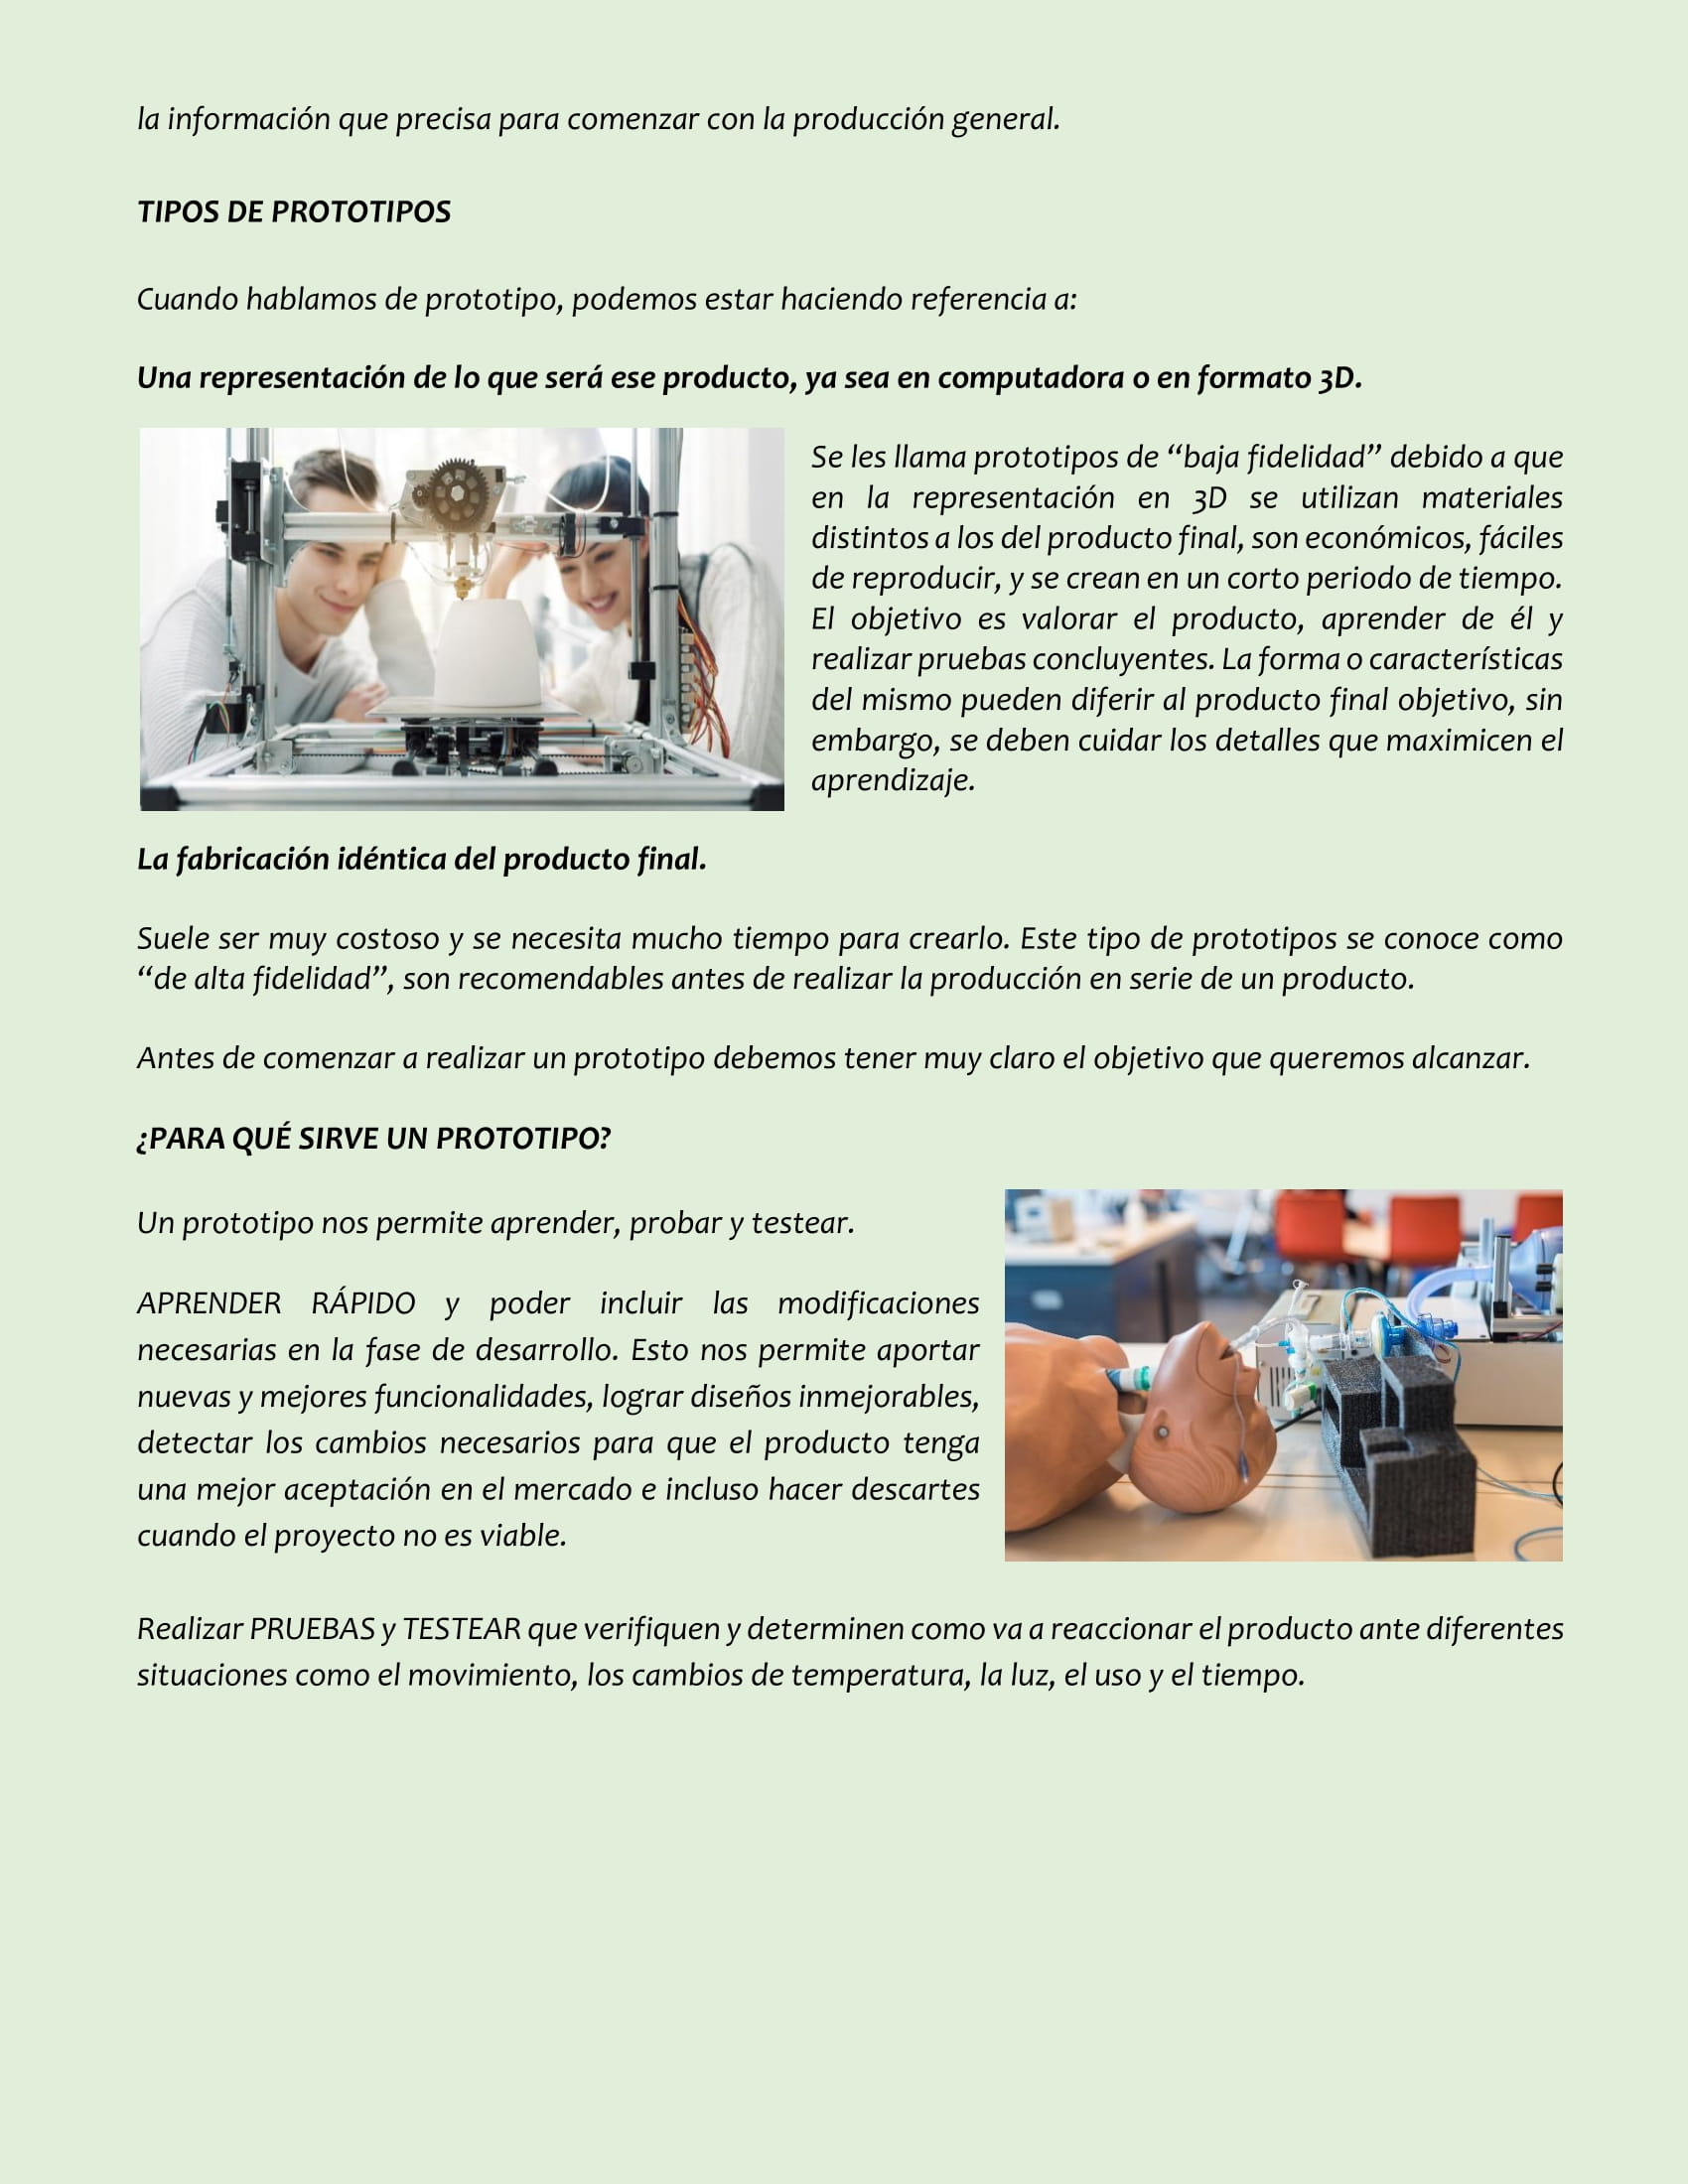 la información que precisa para comenzar con la producción general.
TIPOS DE PROTOTIPOS
Cuando hablamos de prototipo, podemos estar haciendo referencia a:
Una representación de lo que será ese producto, ya sea en computadora o en formato 3D.
Se les llama prototipos de “baja fidelidad” debido a que
en la representación en 3D se utilizan materiales
distintos a los del producto final, son económicos, fáciles
de reproducir, y se crean en un corto periodo de tiempo.
El objetivo es valorar el producto, aprender de él y
realizar pruebas concluyentes. La forma o características
del mismo pueden diferir al producto final objetivo, sin
embargo, se deben cuidar los detalles que maximicen el
aprendizaje.
La fabricación idéntica del producto final.
Suele ser muy costoso y se necesita mucho tiempo para crearlo. Este tipo de prototipos se conoce como
“de alta fidelidad”, son recomendables antes de realizar la producción en serie de un producto.
Antes de comenzar a realizar un prototipo debemos tener muy claro el objetivo que queremos alcanzar.
¿PARA QUÉ SIRVE UN PROTOTIPO?
Un prototipo nos permite aprender, probar y testear.
APRENDER RÁPIDO y poder incluir las modificaciones
necesarias en la fase de desarrollo. Esto nos permite aportar
nuevas y mejores funcionalidades, lograr diseños inmejorables,
detectar los cambios necesarios para que el producto tenga
una mejor aceptación en el mercado e incluso hacer descartes
cuando el proyecto no es viable.
Realizar PRUEBAS y TESTEAR que verifiquen y determinen como va a reaccionar el producto ante diferentes
situaciones como el movimiento, los cambios de temperatura, la luz, el uso y el tiempo.